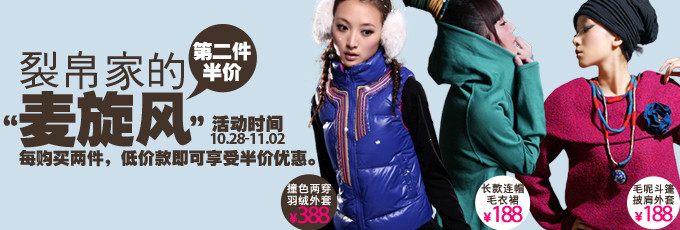 裂帛家的
第二件
半价
“麦旋风”
活动时间
10.28-11.02
每购买两件，低价款即可享受半价优惠。
撞色两穿
羽绒外套
¥388
长款连帽
毛衣裙
¥188
毛呢斗篷
披肩外套
¥188